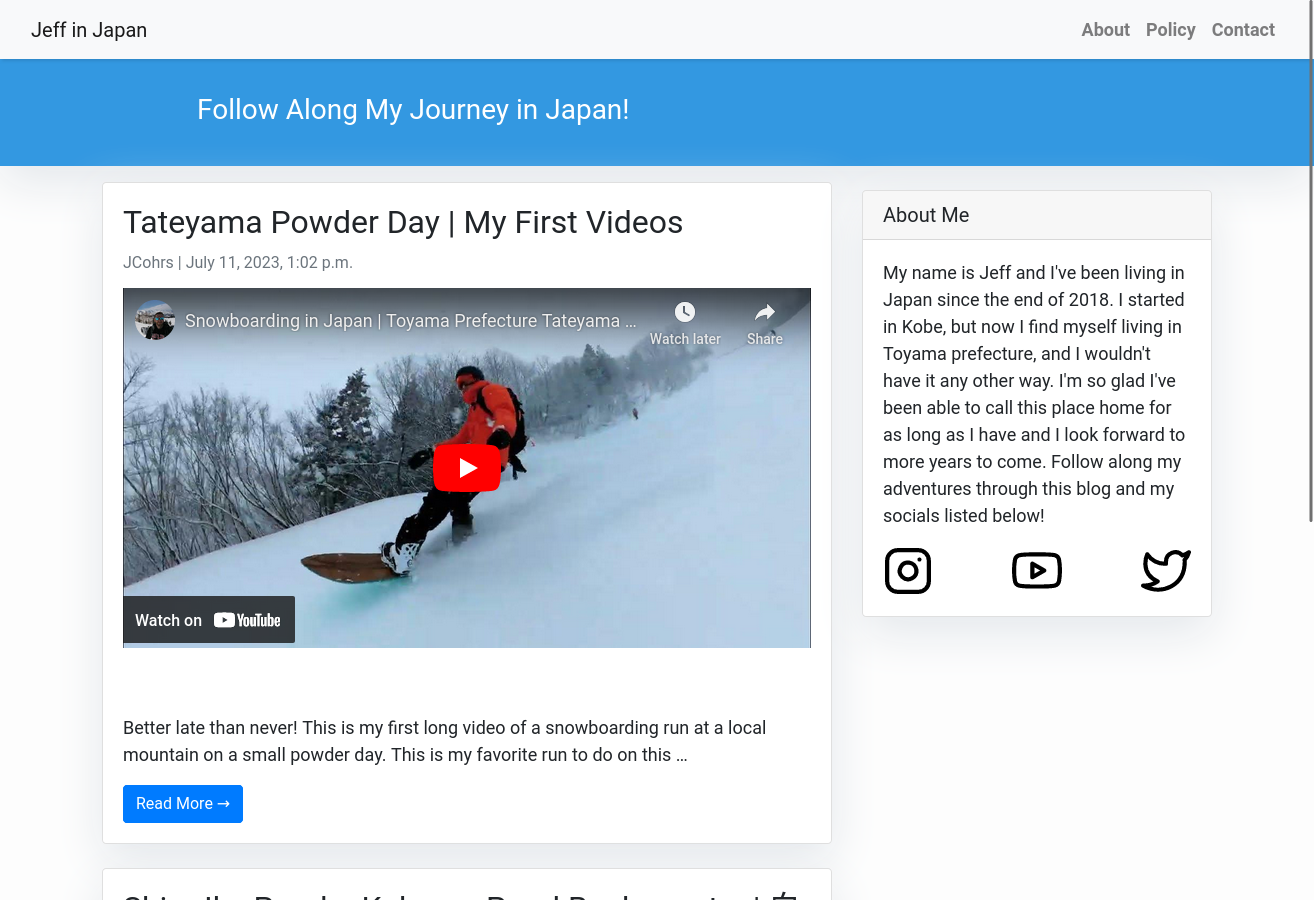 Jeff in Japan
About Policy Contact
Follow Along My Journey in Japan!
Tateyama Powder Day | My First Videos
JCohrs | July 11, 2023, 1:02 p.m.
Snowboarding in Japan | Toyama Prefecture Tateyama ...
Watch later
Share
Watch on YouTube
Better late than never! This is my first long video of a snowboarding run at a local
mountain on a small powder day. This is my favorite run to do on this …
Read More →
About Me
My name is Jeff and I've been living in
Japan since the end of 2018. I started
in Kobe, but now I find myself living in
Toyama prefecture, and I wouldn't
have it any other way. I'm so glad I've
been able to call this place home for
as long as I have and I look forward to
more years to come. Follow along my
adventures through this blog and my
socials listed below!